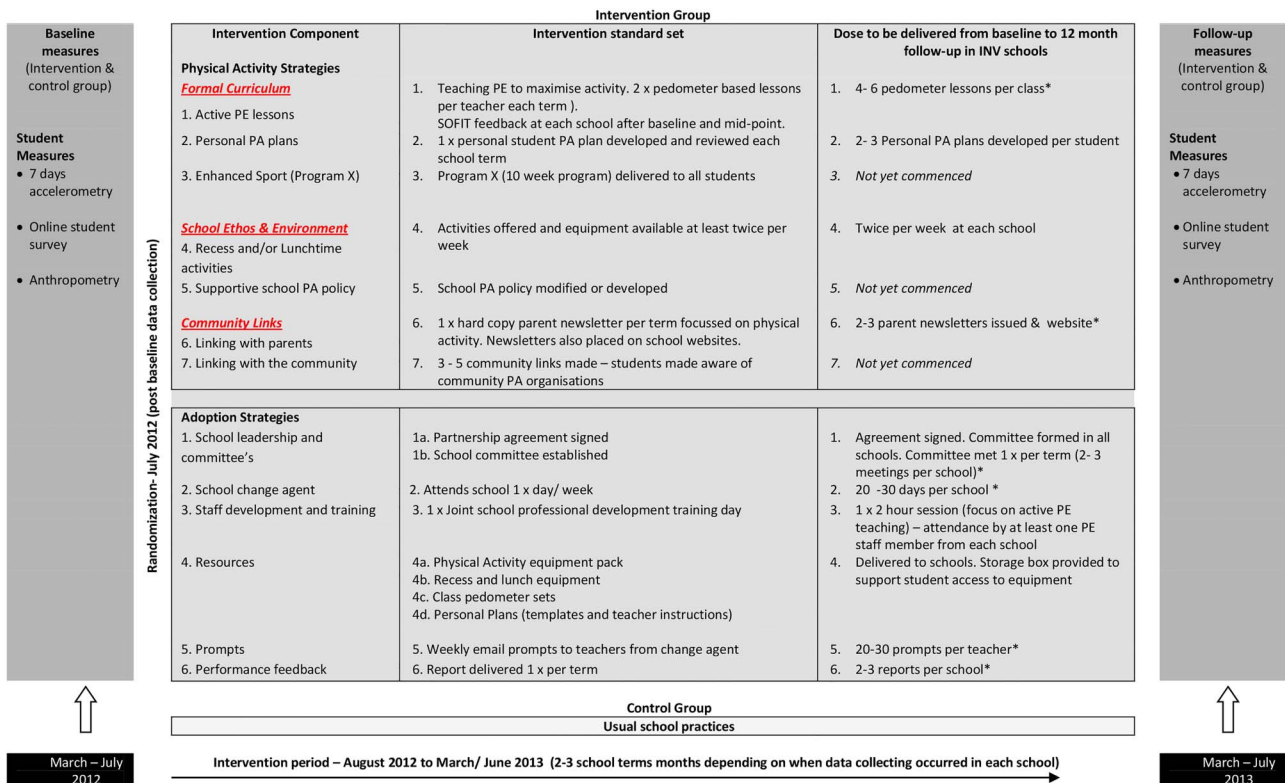 Intervention Group
Baseline
measures
(Intervention &
control group)
Student
Measures
• 7 days
accelerometry
• Online student
survey
• Anthropometry
March – July
2012
Randomization- July 2012 (post baseline data collection)
Intervention Component
Intervention standard set
Dose to be delivered from baseline to 12 month
follow-up in INV schools
Physical Activity Strategies
Formal Curriculum
1. Active PE lessons
1. Teaching PE to maximise activity. 2 x pedometer based lessons
per teacher each term ).
SOFIT feedback at each school after baseline and mid-point.
1. 4- 6 pedometer lessons per class*
2. Personal PA plans
2. 1 x personal student PA plan developed and reviewed each
school term
2. 2- 3 Personal PA plans developed per student
3. Enhanced Sport (Program X)
3. Program X (10 week program) delivered to all students
3. Not yet commenced
School Ethos & Environment
4. Recess and/or Lunchtime
activities
4. Activities offered and equipment available at least twice per
week
4. Twice per week at each school
5. Supportive school PA policy
5. School PA policy modified or developed
5. Not yet commenced
Community Links
6. Linking with parents
6. 1 x hard copy parent newsletter per term focussed on physical
activity. Newsletters also placed on school websites.
6. 2-3 parent newsletters issued & website*
7. Linking with the community
7. 3 - 5 community links made – students made aware of
community PA organisations
7. Not yet commenced
Adoption Strategies
1. School leadership and
committee's
1a. Partnership agreement signed
1b. School committee established
1. Agreement signed. Committee formed in all
schools. Committee met 1 x per term (2- 3
meetings per school)*
2. School change agent
2. Attends school 1 x day/ week
2. 20 -30 days per school *
3. Staff development and training
3. 1 x Joint school professional development training day
3. 1 x 2 hour session (focus on active PE
teaching) – attendance by at least one PE
staff member from each school
4. Resources
4a. Physical Activity equipment pack
4b. Recess and lunch equipment
4c. Class pedometer sets
4d. Personal Plans (templates and teacher instructions)
4. Delivered to schools. Storage box provided to
support student access to equipment
5. Prompts
5. Weekly email prompts to teachers from change agent
5. 20-30 prompts per teacher*
6. Performance feedback
6. Report delivered 1 x per term
6. 2-3 reports per school*
Control Group
Usual school practices
Intervention period – August 2012 to March/ June 2013 (2-3 school terms months depending on when data collecting occurred in each school)
Follow-up
measures
(Intervention &
control group)
Student
Measures
• 7 days
accelerometry
• Online student
survey
• Anthropometry
March – July
2013